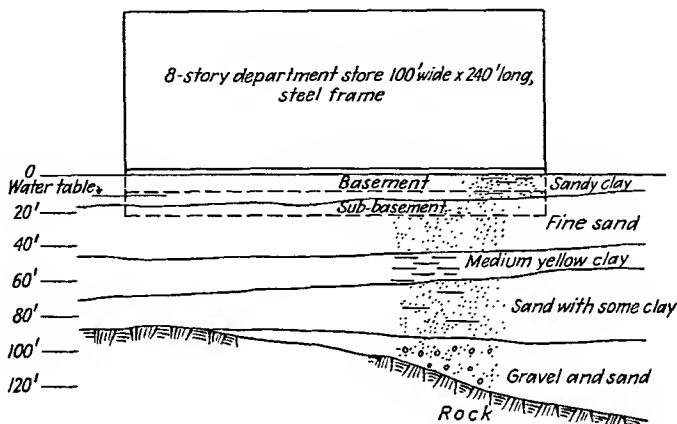 8-story department store 100' wide x 240' long,
steel frame
0
Water table
Basement
Sandy clay
20'
Sub-basement
Fine sand
40'
Medium yellow clay
60'
Sand with some clay
80'
100'
Gravel and sand
120'
Rock